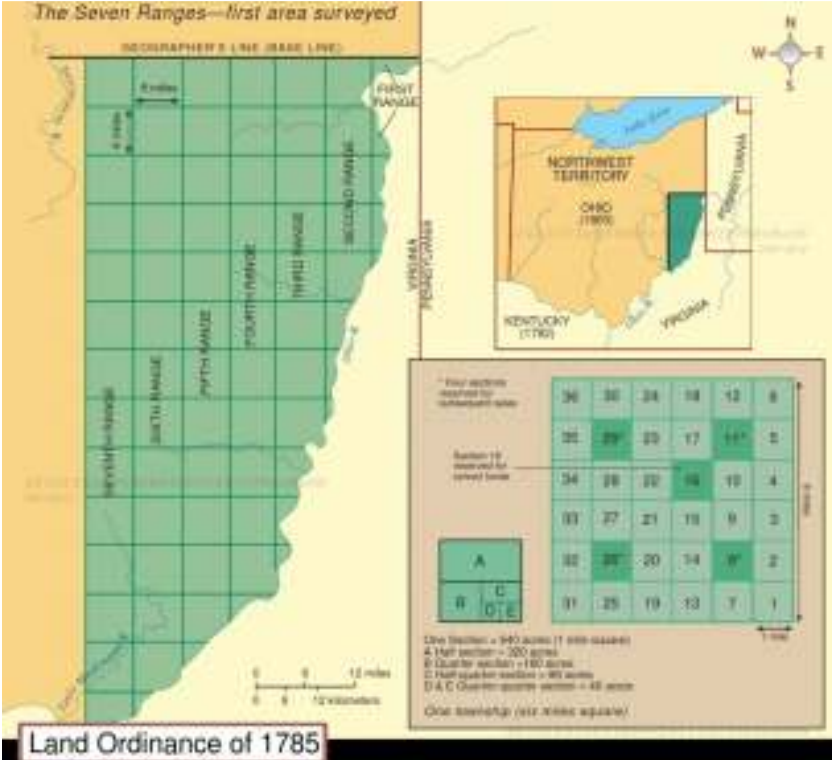 The Seven Ranges—first area surveyed
GEOGRAPHER'S LINE (BASE LINE)
6 miles
6 miles
FIRST
RANGE
SECOND RANGE
THIRD RANGE
FOURTH RANGE
FIFTH RANGE
SIXTH RANGE
SEVENTH RANGE
VIRGINIA
PENNSYLVANIA
Ohio R.
N
W
E
S
Lake Erie
NORTHWEST
TERRITORY
OHIO
(1803)
PENNSYLVANIA
VIRGINIA
Ohio R.
KENTUCKY
(1792)
* Four sections
reserved for
subsequent sales
Section 16
reserved for
school funds
36 30 24 18 12 6
35 29* 23 17 11* 5
34 28 22 16 10 4
33 27 21 15 9 3
32 26* 20 14 8* 2
31 25 19 13 7 1
6 miles
1 mile
A
B
C
D
E
One Section = 640 acres (1 mile square)
A Half section = 320 acres
B Quarter section = 160 acres
C Half-quarter section = 80 acres
D & E Quarter-quarter section = 40 acres
One township (six miles square)
0 6 12 miles
0 6 12 kilometers
Land Ordinance of 1785